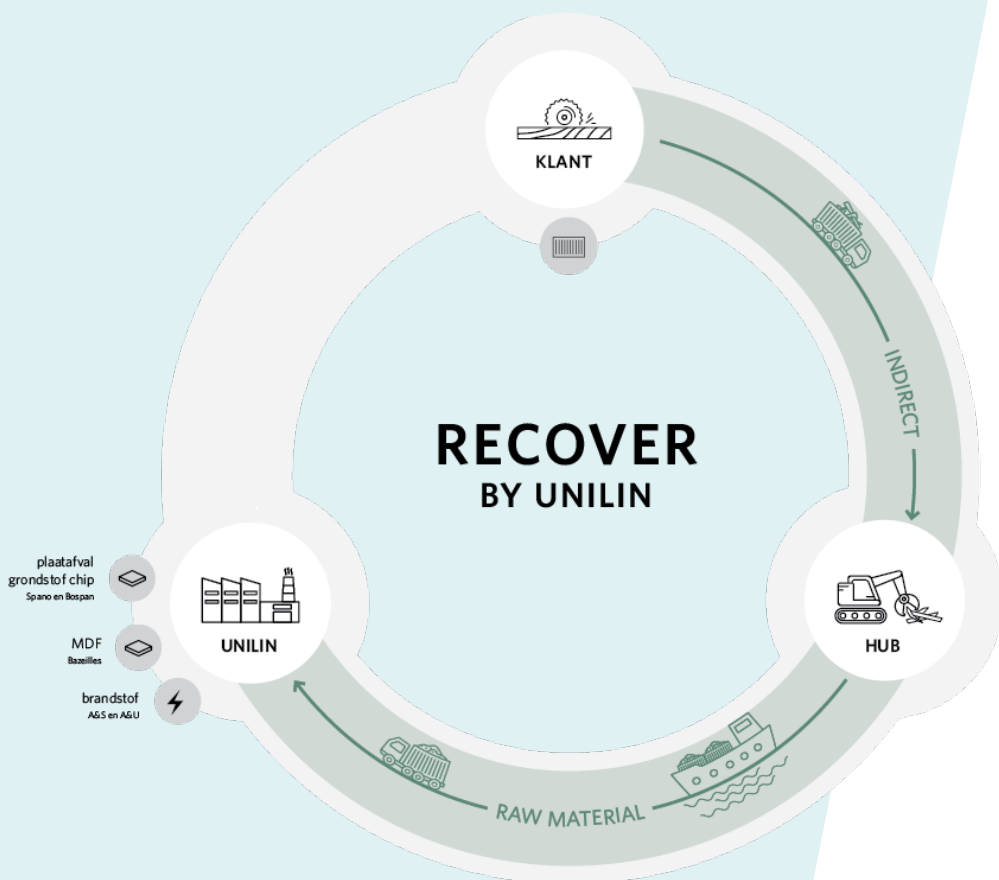 KLANT
INDIRECT
RECOVER
BY UNILIN
plaatafval
grondstof chip
Spano en Bospan
MDF
Bazeilles
brandstof
A&S en A&U
UNILIN
HUB
RAW MATERIAL